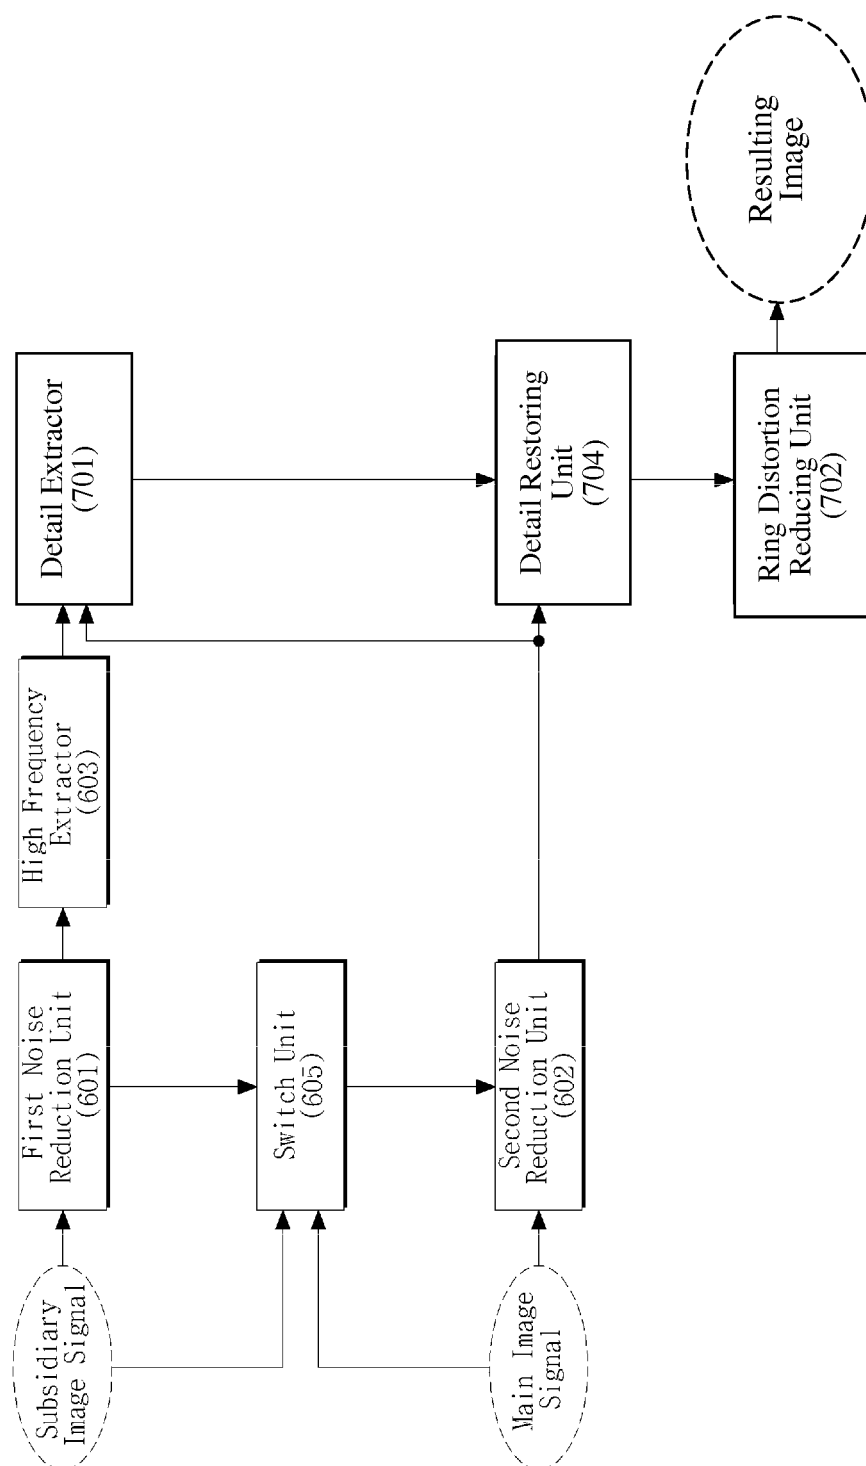 Subsidiary
Image Signal
First Noise
Reduction Unit
(601)
High Frequency
Extractor
(603)
Detail Extractor
(701)
Switch Unit
(605)
Main Image
Signal
Second Noise
Reduction Unit
(602)
Detail Restoring
Unit
(704)
Ring Distortion
Reducing Unit
(702)
Resulting
Image